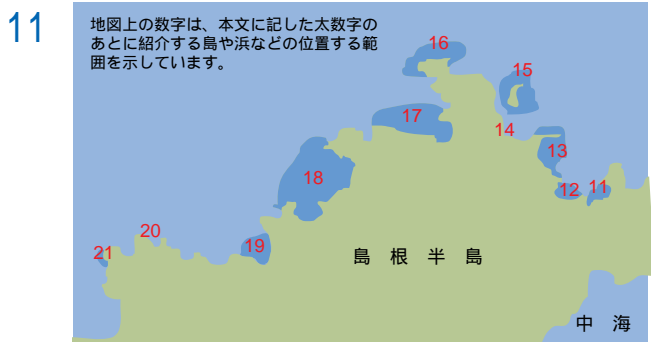 11
地図上の数字は、本文に記した太数字の
あとに紹介する島や浜などの位置する範
囲を示しています。
16
15
17
14
13
18
12 11
20
19
21
島 根 半 島
中 海